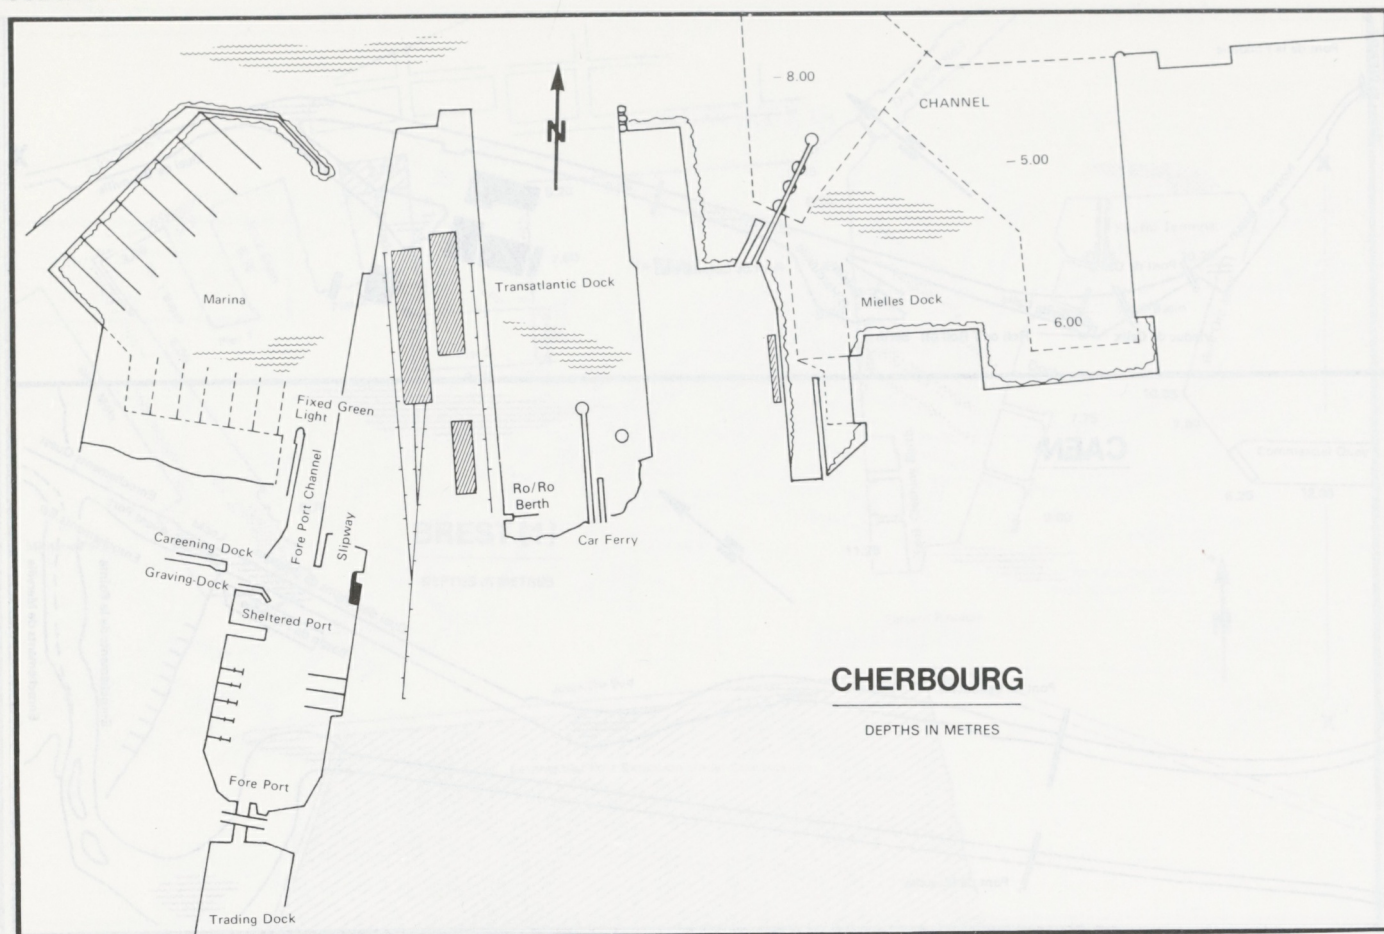 N
– 8.00
CHANNEL
– 5.00
Marina
Transatlantic Dock
Mielles Dock
– 6.00
Fixed Green
Light
Fore Port Channel
Slipway
Ro/Ro
Berth
Car Ferry
Careening Dock
Graving-Dock
Sheltered Port
CHERBOURG
DEPTHS IN METRES
Fore Port
Trading Dock